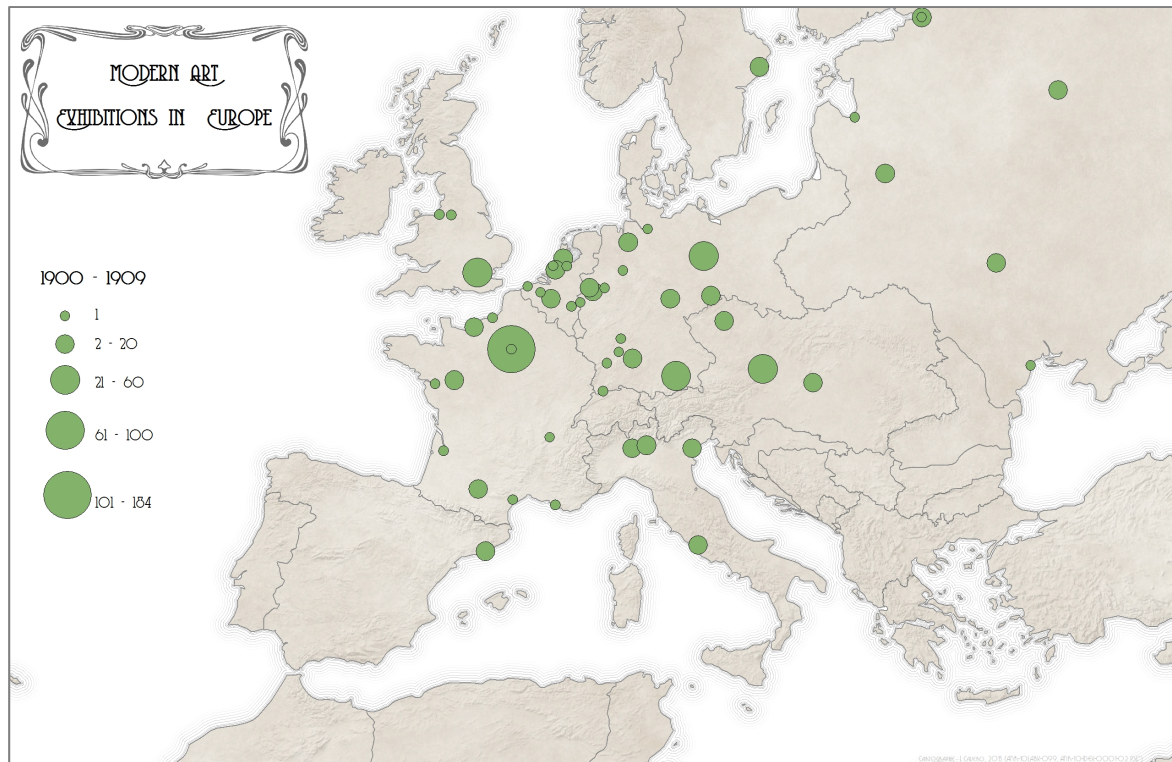 MODERN ART
EXHIBITIONS IN EUROPE
1900 - 1909
1
2 - 20
21 - 60
61 - 100
101 - 184